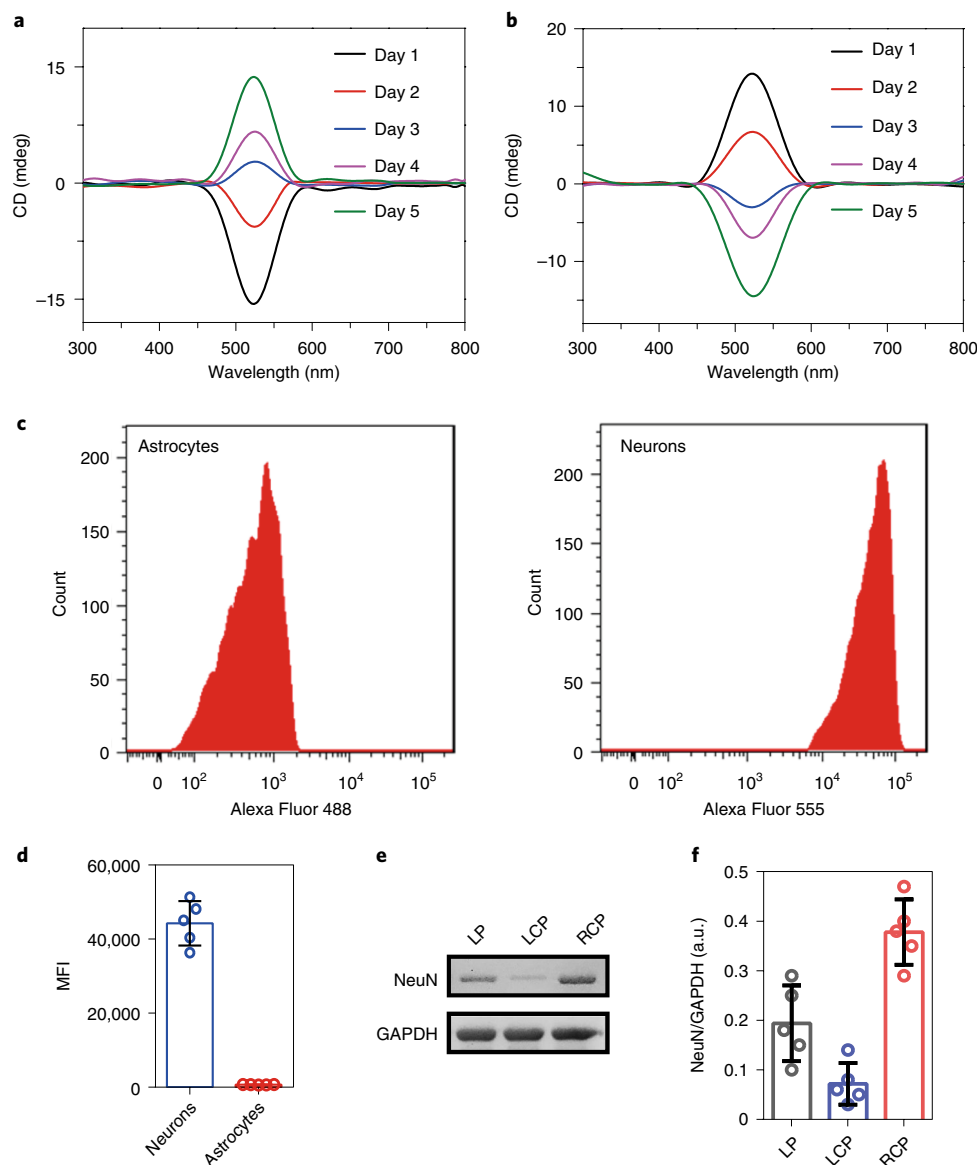 a
15
0
−15
CD (mdeg)
Day 1
Day 2
Day 3
Day 4
Day 5
300 400 500 600 700 800
Wavelength (nm)
b
20
10
0
−10
CD (mdeg)
Day 1
Day 2
Day 3
Day 4
Day 5
300 400 500 600 700 800
Wavelength (nm)
c
Astrocytes
200
150
100
50
0
Count
0 10² 10³ 10⁴ 10⁵
Alexa Fluor 488
Neurons
200
150
100
50
0
Count
0 10² 10³ 10⁴ 10⁵
Alexa Fluor 555
d
60,000
40,000
20,000
0
MFI
Neurons
Astrocytes
e
LP LCP RCP
NeuN
GAPDH
f
0.5
0.4
0.3
0.2
0.1
0
NeuN/GAPDH (a.u.)
LP LCP RCP